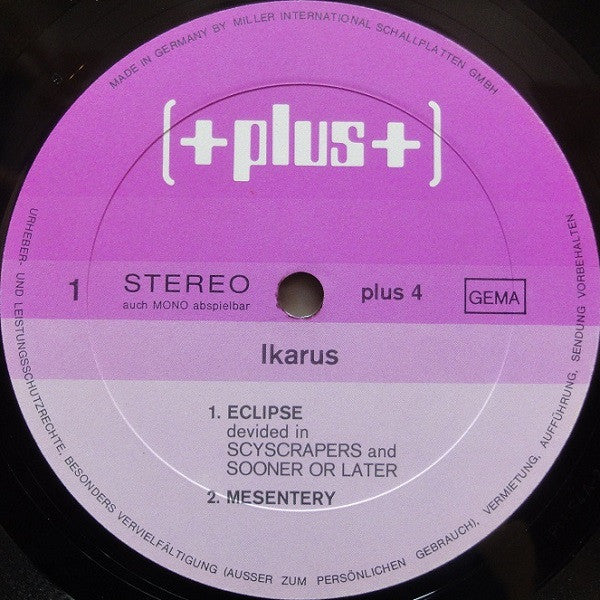 MADE IN GERMANY BY MILLER INTERNATIONAL SCHALLPLATTEN GMBH
(+plus+)
1
STEREO
auch MONO abspielbar
plus 4
GEMA
Ikarus
1. ECLIPSE
devided in
SCYSCRAPERS and
SOONER OR LATER
2. MESENTERY
URHEBER- UND LEISTUNGSSCHUTZRECHTE, BESONDERS VERVIELFÄLTIGUNG (AUSSER ZUM PERSÖNLICHEN GEBRAUCH), VERMIETUNG, AUFFÜHRUNG, SENDUNG VORBEHALTEN